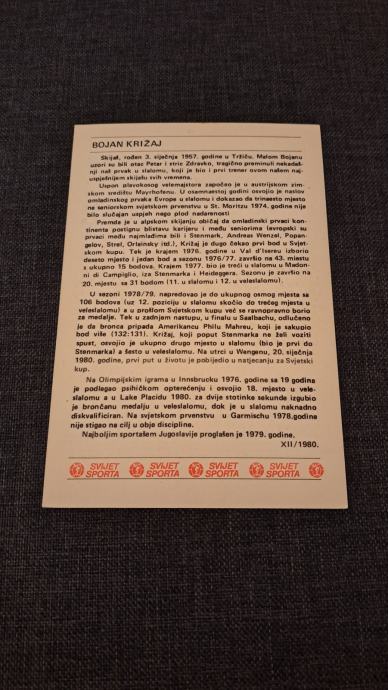 BOJAN KRIŽAJ
Skijaš, rođen 3. siječnja 1957. godine u Tržiču. Malom Bojanu
uzori su bili otac Petar i stric Zdravko, tragično preminuli nekadaš-
nji naš prvak u slalomu, koji je bio i prvi trener ovom našem naj-
uspješnijem skijašu svih vremena.
Uspon plavokosog velemajstora započeo je u austrijskom zim-
skom središtu Mayrhofenu. U osamnaestoj godini osvojio je naslov
omladinskog prvaka Evrope u slalomu i dokazao da trinaesto mjesto
ne seniorskom svjetskom prvenstvu u St. Moritzu 1974. godine nije
bilo slučajan uspjeh nego plod nadarenosti
Premda je u alpskom skijanju običaj da omladinski prvaci kon-
tinenta postignu blistavu karijeru i među seniorima (evropski su
prvaci među najmlađima bili i Stenmark, Andreas Wenzel, Popan-
gelov, Strel, Orlainsky itd.), Križaj je dugo čekao prvi bod u Svjet-
skom kupu. Tek je krajem 1976. godine u Val d'Isereu izborio
deseto mjesto i jedan bod a sezonu 1976/77. završio na 43. mjestu
s ukupno 15 bodova. Krajem 1977. bio je treći u slalomu u Madon-
ni di Campiglio, iza Stenmarka i Heideggera. Sezonu je završio na
20. mjestu sa 31 bodom (11. u slalomu i 12. u veleslalomu).
U sezoni 1978/79. napredovao je do ukupnog osmog mjesta sa
106 bodova (uz 12. poziciju u slalomu skočio do trećeg mjesta u
veleslalomu) a u prošlom Svjetskom kupu već se ravnopravno borio
za medalje. Tek u zadnjem nastupu, u finalu u Saalbachu, odlučeno
je da bronca pripada Amerikancu Philu Mahreu, koji je sakupio
bod više (132:131). Križaj, koji poput Stenmarka ne želi voziti
spust, osvojio je ukupno drugo mjesto u slalomu (bio je prvi do
Stenmarka) a šesto u veleslalomu. Na utrci u Wengenu, 20. siječnja
1980. godine, prvi put u životu je pobijedio u natjecanju za Svjetski
kup.
Na Olimpijskim igrama u Innsbrucku 1976. godine sa 19 godina
je podlagao psihičkom opterećenju i osvojio 18. mjesto u vele-
slalomu a u Lake Placidu 1980. za dvije stotinke sekunde izgubio
je brončanu medalju u veleslalomu, dok je u slalomu naknadno
diskvalificiran. Na svjetskom prvenstvu u Garmischu 1978.godine
nije stigao na cilj u obje discipline.
Najboljim sportašem Jugoslavije proglašen je 1979. godine.
XII/1980.
SVIJET SPORTA SVIJET SPORTA SVIJET SPORTA SVIJET SPORTA